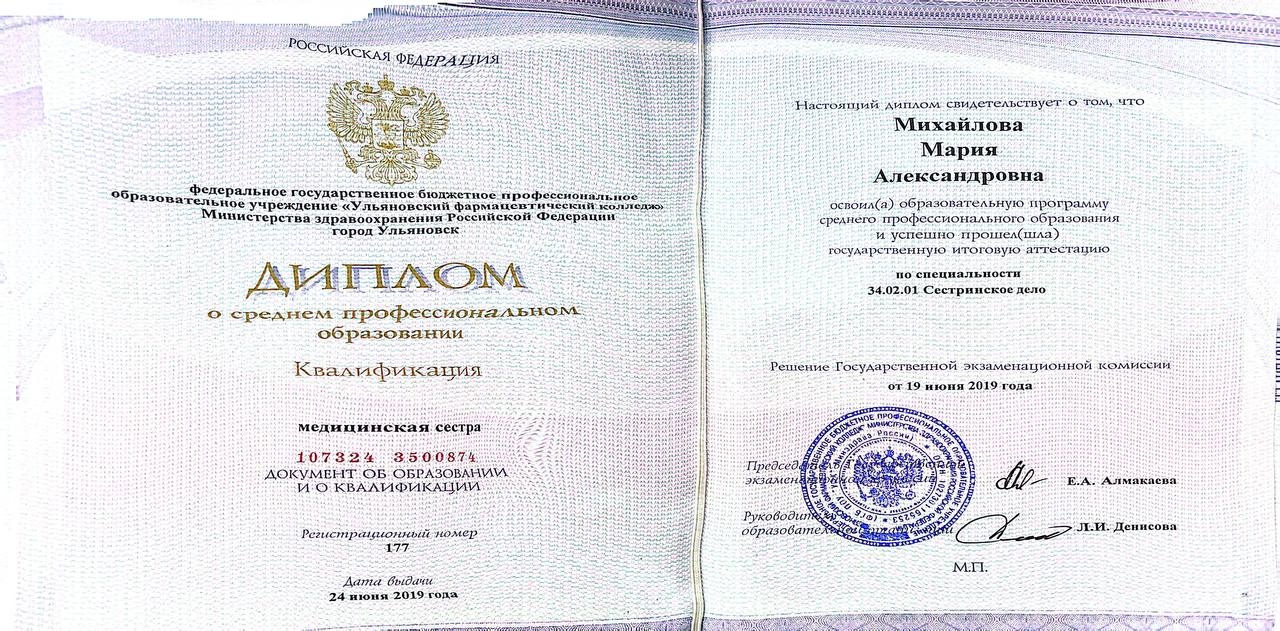 РОССИЙСКАЯ ФЕДЕРАЦИЯ
федеральное государственное бюджетное профессиональное
образовательное учреждение «Ульяновский фармацевтический колледж»
Министерства здравоохранения Российской Федерации
город Ульяновск
ДИПЛОМ
о среднем профессиональном
образовании
Квалификация
медицинская сестра
107324 3500874
ДОКУМЕНТ ОБ ОБРАЗОВАНИИ
И О КВАЛИФИКАЦИИ
Регистрационный номер
177
Дата выдачи
24 июня 2019 года
Настоящий диплом свидетельствует о том, что
Михайлова
Мария
Александровна
освоил(а) образовательную программу
среднего профессионального образования
и успешно прошел(шла)
государственную итоговую аттестацию
по специальности
34.02.01 Сестринское дело
Решение Государственной экзаменационной комиссии
от 19 июня 2019 года
Председатель
Е.А. Алмакаева
Л.И. Денисова
М.П.